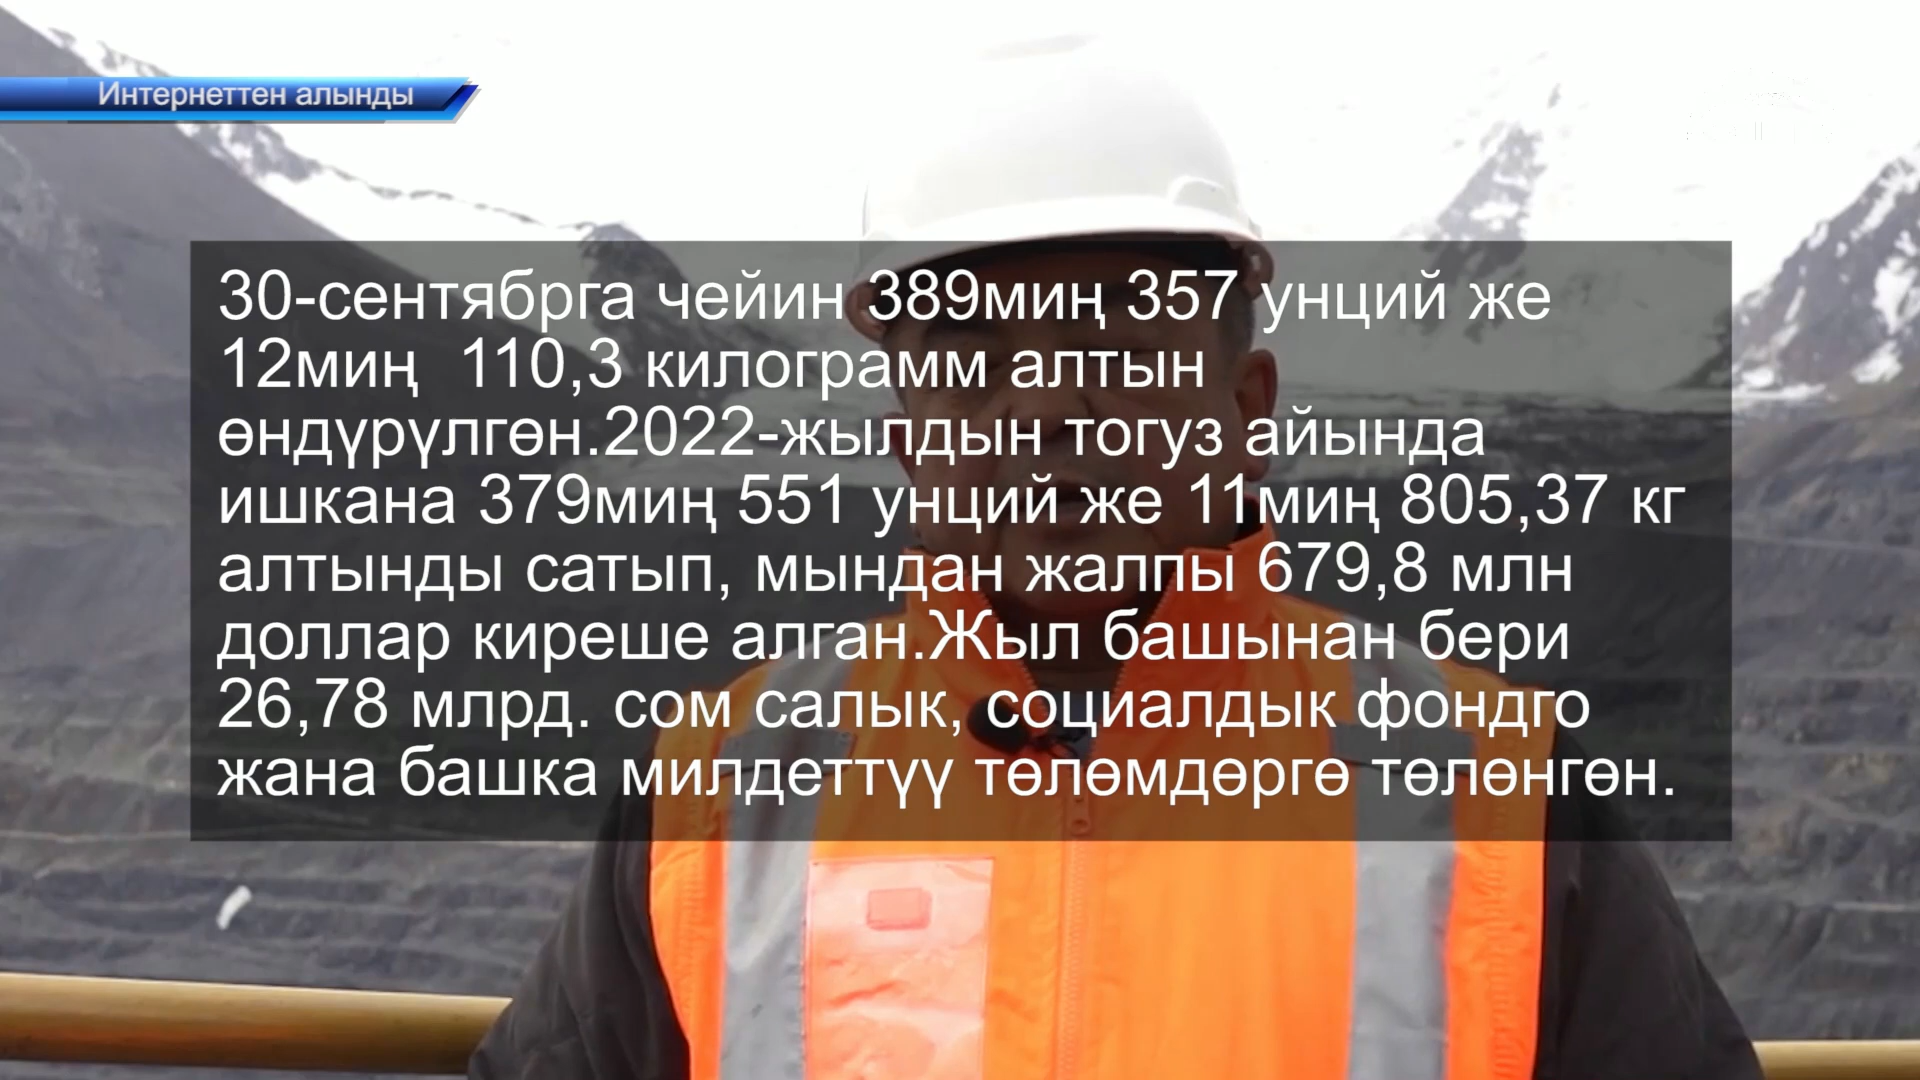 Интернеттен алынды
30-сентябрга чейин 389миң 357 унций же
12миң  110,3 килограмм алтын
өндүрүлгөн.2022-жылдын тогуз айында
ишкана 379миң 551 унций же 11миң 805,37 кг
алтынды сатып, мындан жалпы 679,8 млн
доллар киреше алган.Жыл башынан бери
26,78 млрд. сом салык, социалдык фондго
жана башка милдеттүү төлөмдөргө төлөнгөн.